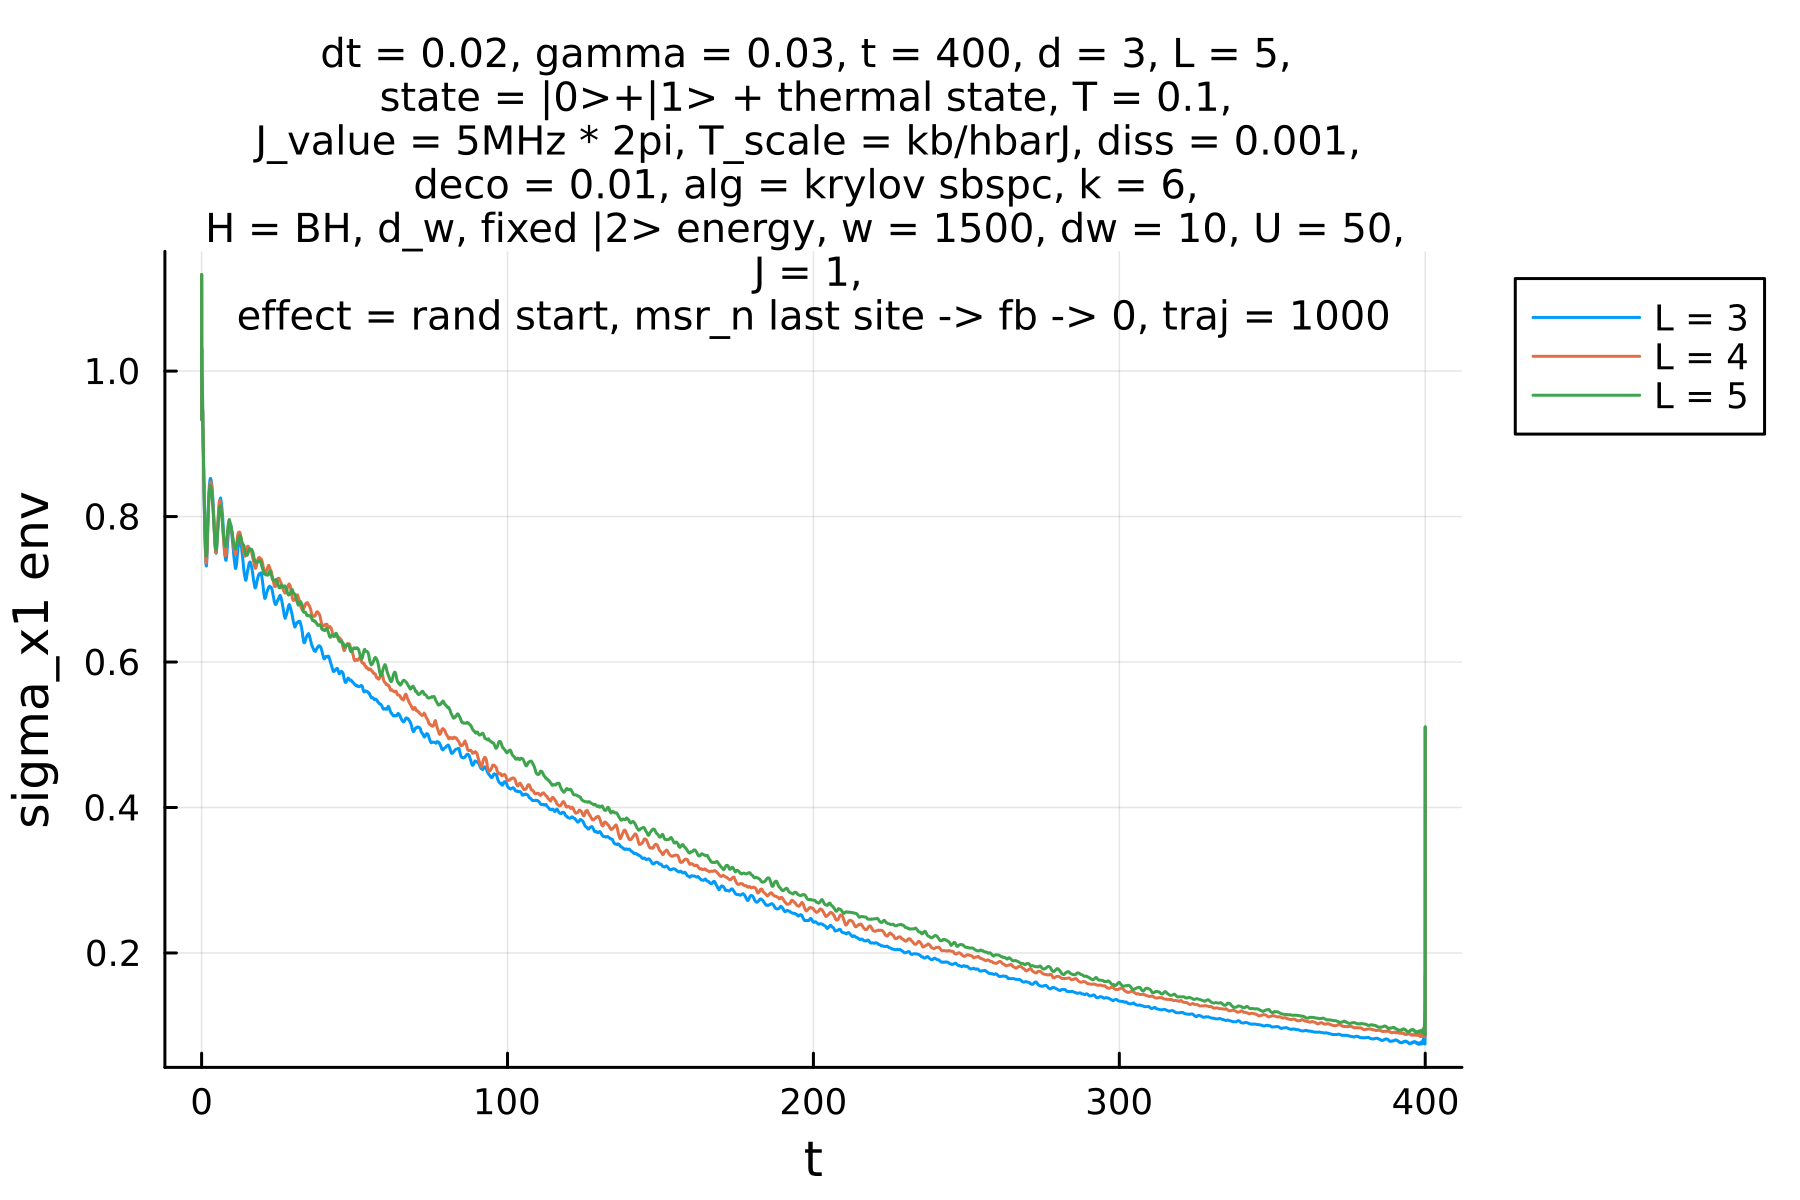 dt = 0.02, gamma = 0.03, t = 400, d = 3, L = 5,
state = |0>+|1> + thermal state, T = 0.1,
J_value = 5MHz * 2pi, T_scale = kb/hbarJ, diss = 0.001,
deco = 0.01, alg = krylov sbspc, k = 6,
H = BH, d_w, fixed |2> energy, w = 1500, dw = 10, U = 50,
J = 1,
effect = rand start, msr_n last site -> fb -> 0, traj = 1000
L = 3
L = 4
L = 5
sigma_x1 env
1.0
0.8
0.6
0.4
0.2
0
100
200
300
400
t